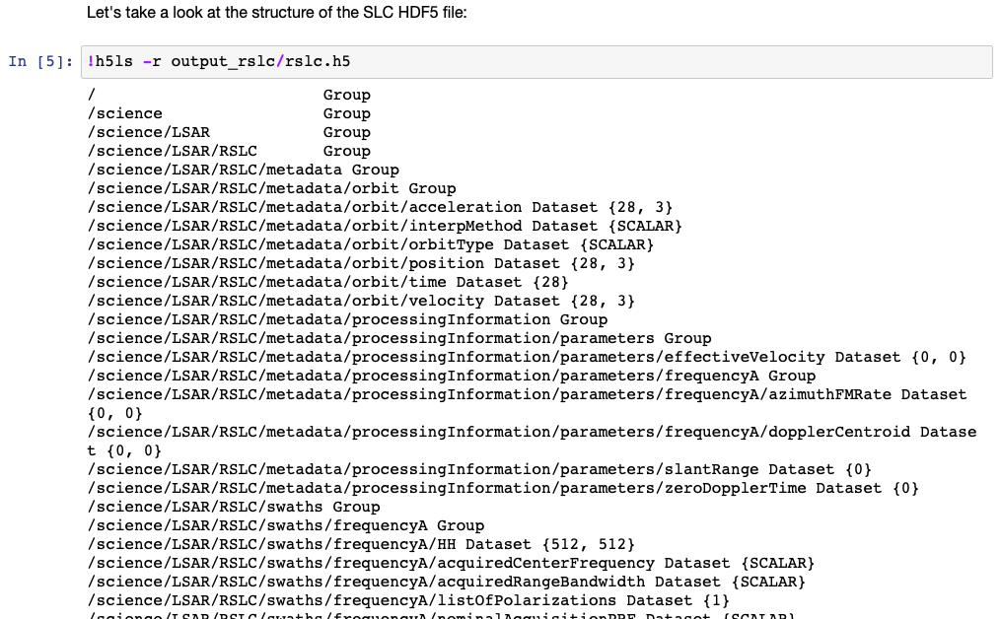 Let's take a look at the structure of the SLC HDF5 file:
In [5]: !h5ls -r output_rslc/rslc.h5
/                        Group
/science                 Group
/science/LSAR            Group
/science/LSAR/RSLC       Group
/science/LSAR/RSLC/metadata Group
/science/LSAR/RSLC/metadata/orbit Group
/science/LSAR/RSLC/metadata/orbit/acceleration Dataset {28, 3}
/science/LSAR/RSLC/metadata/orbit/interpMethod Dataset {SCALAR}
/science/LSAR/RSLC/metadata/orbit/orbitType Dataset {SCALAR}
/science/LSAR/RSLC/metadata/orbit/position Dataset {28, 3}
/science/LSAR/RSLC/metadata/orbit/time Dataset {28}
/science/LSAR/RSLC/metadata/orbit/velocity Dataset {28, 3}
/science/LSAR/RSLC/metadata/processingInformation Group
/science/LSAR/RSLC/metadata/processingInformation/parameters Group
/science/LSAR/RSLC/metadata/processingInformation/parameters/effectiveVelocity Dataset {0, 0}
/science/LSAR/RSLC/metadata/processingInformation/parameters/frequencyA Group
/science/LSAR/RSLC/metadata/processingInformation/parameters/frequencyA/azimuthFMRate Dataset
{0, 0}
/science/LSAR/RSLC/metadata/processingInformation/parameters/frequencyA/dopplerCentroid Datase
t {0, 0}
/science/LSAR/RSLC/metadata/processingInformation/parameters/slantRange Dataset {0}
/science/LSAR/RSLC/metadata/processingInformation/parameters/zeroDopplerTime Dataset {0}
/science/LSAR/RSLC/swaths Group
/science/LSAR/RSLC/swaths/frequencyA Group
/science/LSAR/RSLC/swaths/frequencyA/HH Dataset {512, 512}
/science/LSAR/RSLC/swaths/frequencyA/acquiredCenterFrequency Dataset {SCALAR}
/science/LSAR/RSLC/swaths/frequencyA/acquiredRangeBandwidth Dataset {SCALAR}
/science/LSAR/RSLC/swaths/frequencyA/listOfPolarizations Dataset {1}
/science/LSAR/RSLC/swaths/frequencyA/nominalAcquisitionPRF Dataset {SCALAR}